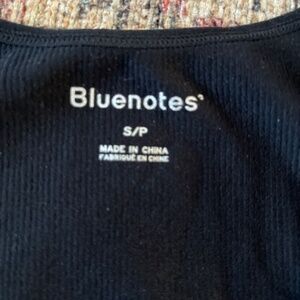 Bluenotes
S/P
MADE IN CHINA
FABRIQUÉ EN CHINE